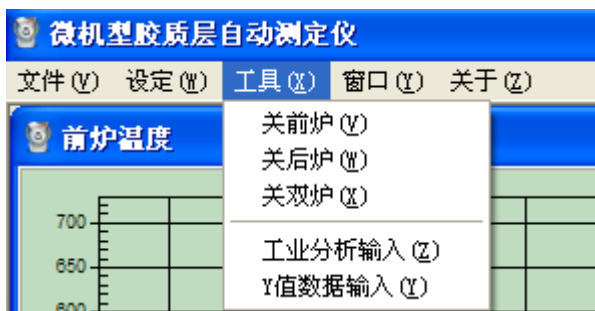 微机型胶质层自动测定仪
文件(V) 设定(W) 工具(X) 窗口(Y) 关于(Z)
前炉温度
关前炉(V)
关后炉(W)
关双炉(X)
工业分析输入(Z)
Y值数据输入(Y)
700
650
600